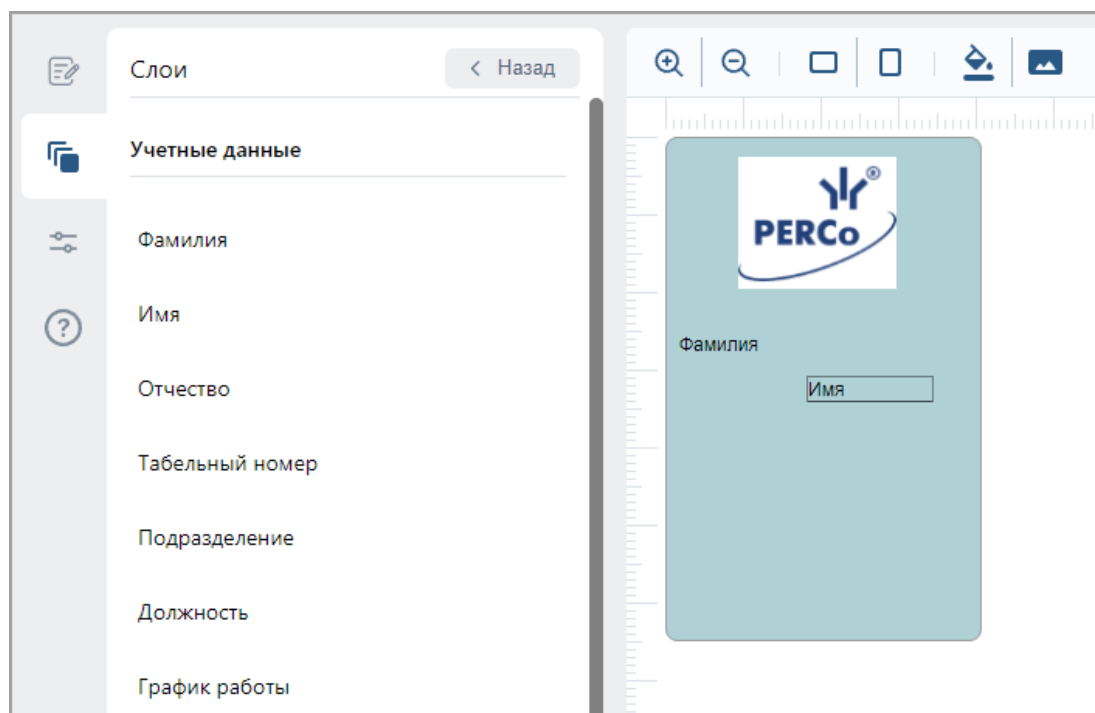 Слои
Назад
Учетные данные
Фамилия
Имя
Отчество
Табельный номер
Подразделение
Должность
График работы
PERCo®
Фамилия
Имя